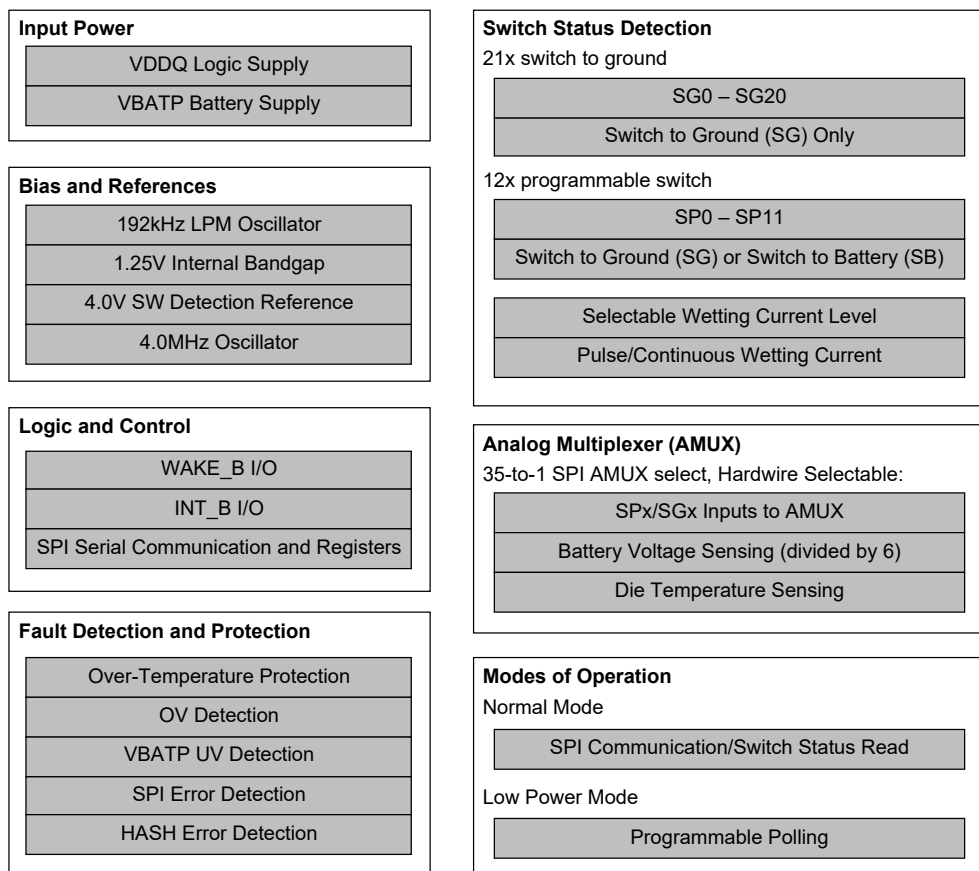 Input Power
VDDQ Logic Supply
VBATP Battery Supply
Bias and References
192kHz LPM Oscillator
1.25V Internal Bandgap
4.0V SW Detection Reference
4.0MHz Oscillator
Logic and Control
WAKE_B I/O
INT_B I/O
SPI Serial Communication and Registers
Fault Detection and Protection
Over-Temperature Protection
OV Detection
VBATP UV Detection
SPI Error Detection
HASH Error Detection
Switch Status Detection
21x switch to ground
SG0 – SG20
Switch to Ground (SG) Only
12x programmable switch
SP0 – SP11
Switch to Ground (SG) or Switch to Battery (SB)
Selectable Wetting Current Level
Pulse/Continuous Wetting Current
Analog Multiplexer (AMUX)
35-to-1 SPI AMUX select, Hardwire Selectable:
SPx/SGx Inputs to AMUX
Battery Voltage Sensing (divided by 6)
Die Temperature Sensing
Modes of Operation
Normal Mode
SPI Communication/Switch Status Read
Low Power Mode
Programmable Polling